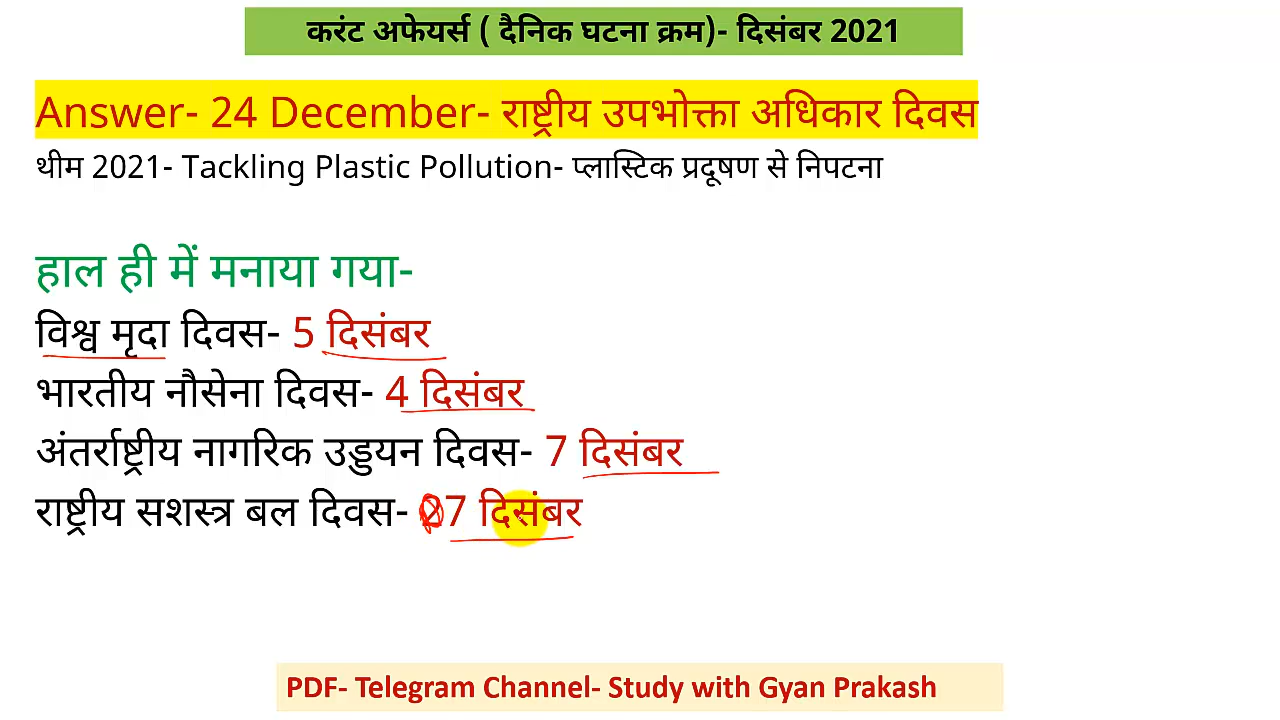 करंट अफेयर्स ( दैनिक घटना क्रम)- दिसंबर 2021
Answer- 24 December- राष्ट्रीय उपभोक्ता अधिकार दिवस
थीम 2021- Tackling Plastic Pollution- प्लास्टिक प्रदूषण से निपटना
हाल ही में मनाया गया-
विश्व मृदा दिवस- 5 दिसंबर
भारतीय नौसेना दिवस- 4 दिसंबर
अंतर्राष्ट्रीय नागरिक उड्डयन दिवस- 7 दिसंबर
राष्ट्रीय सशस्त्र बल दिवस- 27 दिसंबर
PDF- Telegram Channel- Study with Gyan Prakash